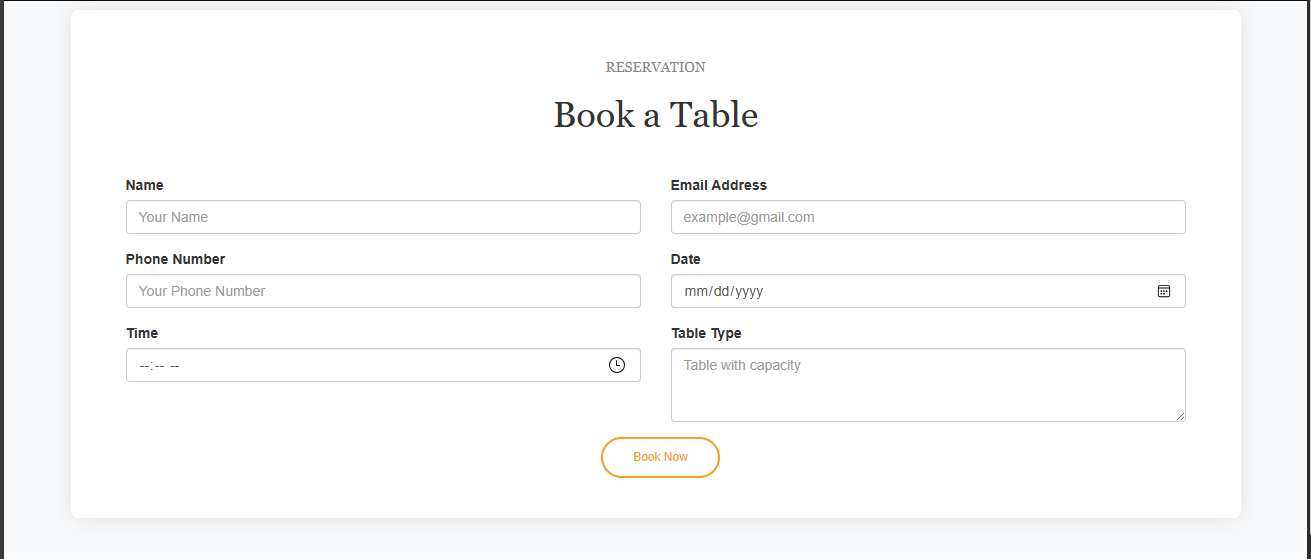 RESERVATION
Book a Table
Name
Email Address
Your Name
example@gmail.com
Phone Number
Date
Your Phone Number
mm/dd/yyyy
Time
Table Type
--:-- --
Table with capacity
Book Now